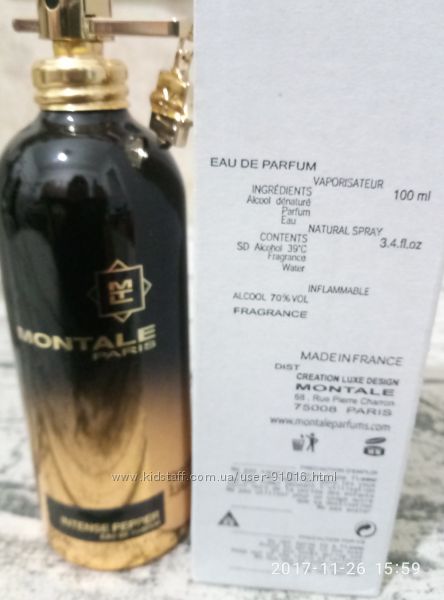 MONTALE
PARIS
INTENSE PEPPER
EAU DE PARFUM
EAU DE PARFUM
VAPORISATEUR
100 ml
INGRÉDIENTS
Alcool dénaturé
Parfum
Eau
NATURAL SPRAY
3.4.fl.oz
CONTENTS
SD Alcohol 39°C
Fragrance
Water
INFLAMMABLE
ALCOOL 70% VOL
FRAGRANCE
MADE IN FRANCE
DIST
CREATION LUXE DESIGN
MONTALE
68, Rue Pierre Charron
75008 PARIS
www.montaleparfums.com
www.kidstaff.com.ua/user-91016.html
2017-11-26 15:59